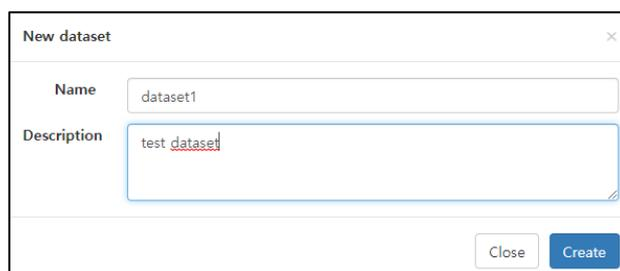 New dataset ×
Name
dataset1
Description
test dataset
Close
Create